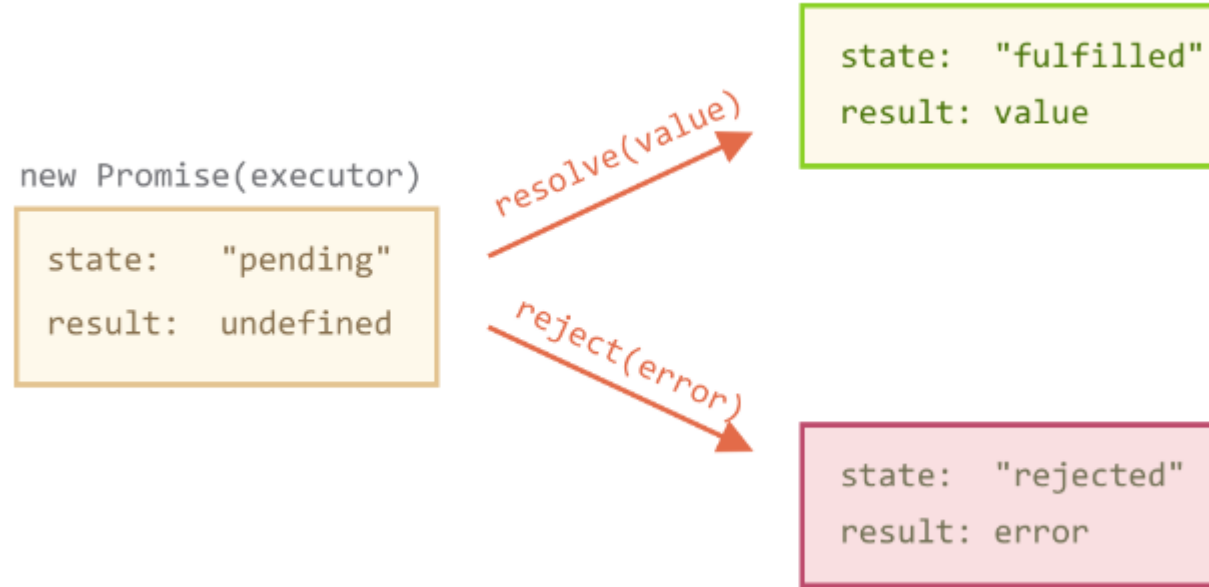 new Promise(executor)
state: "pending"
result: undefined
resolve(value)
reject(error)
state: "fulfilled"
result: value
state: "rejected"
result: error